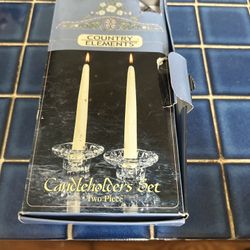 COUNTRY
ELEMENTS
Candleholders Set
Two Piece